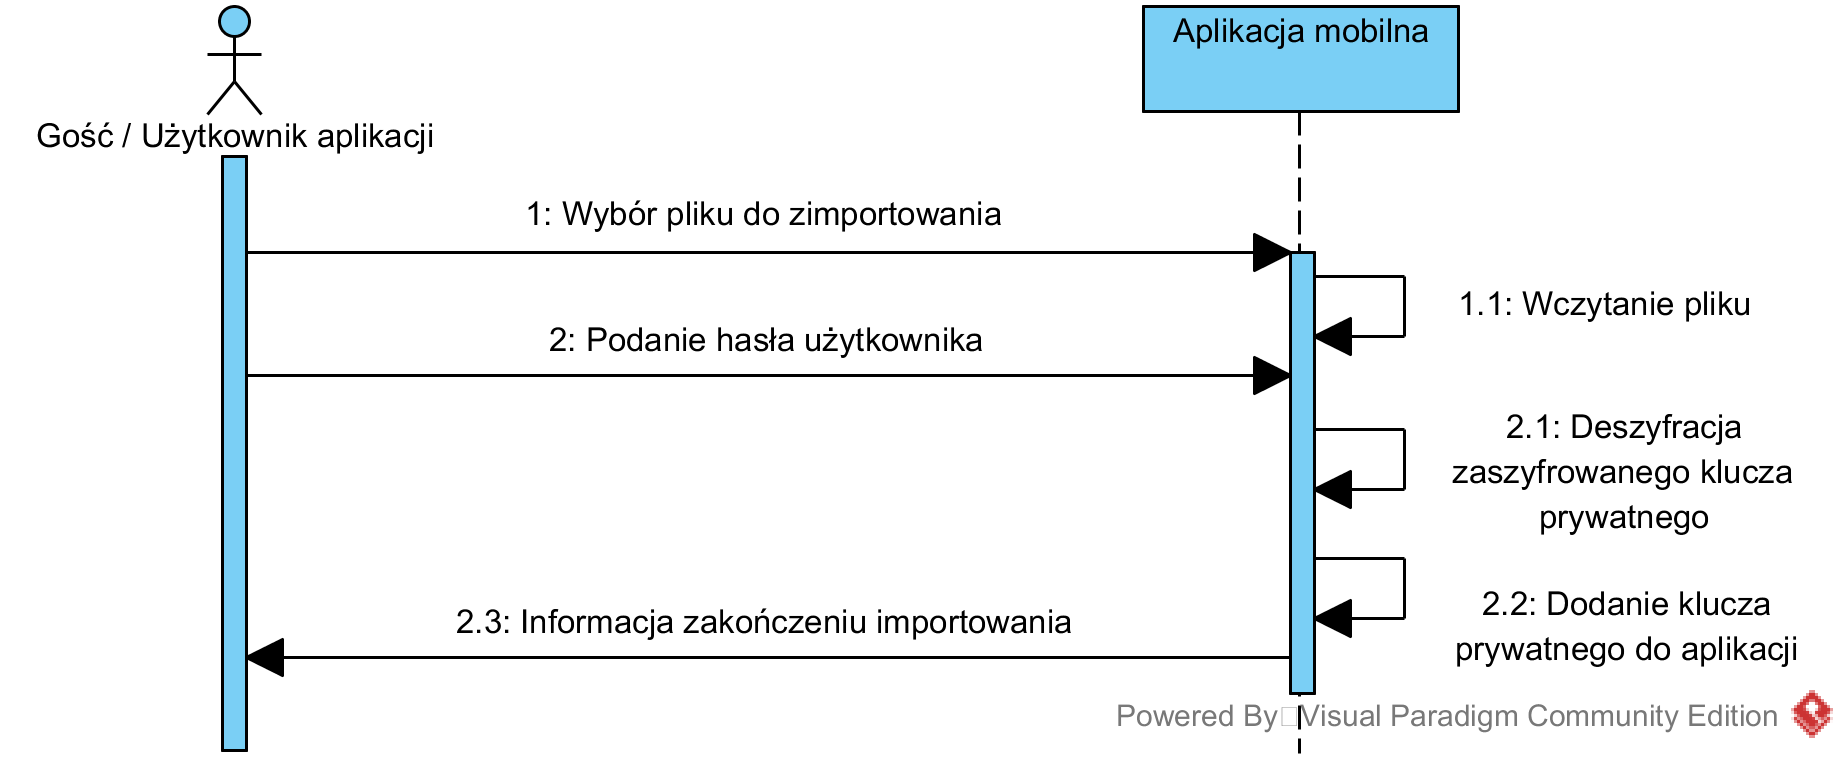 Aplikacja mobilna
Gość / Użytkownik aplikacji
1: Wybór pliku do zimportowania
1.1: Wczytanie pliku
2: Podanie hasła użytkownika
2.1: Deszyfracja
zaszyfrowanego klucza
prywatnego
2.2: Dodanie klucza
prywatnego do aplikacji
2.3: Informacja zakończeniu importowania
Powered By Visual Paradigm Community Edition